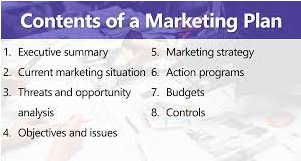 Contents of a Marketing Plan
1. Executive summary
2. Current marketing situation
3. Threats and opportunity
analysis
4. Objectives and issues
5. Marketing strategy
6. Action programs
7. Budgets
8. Controls